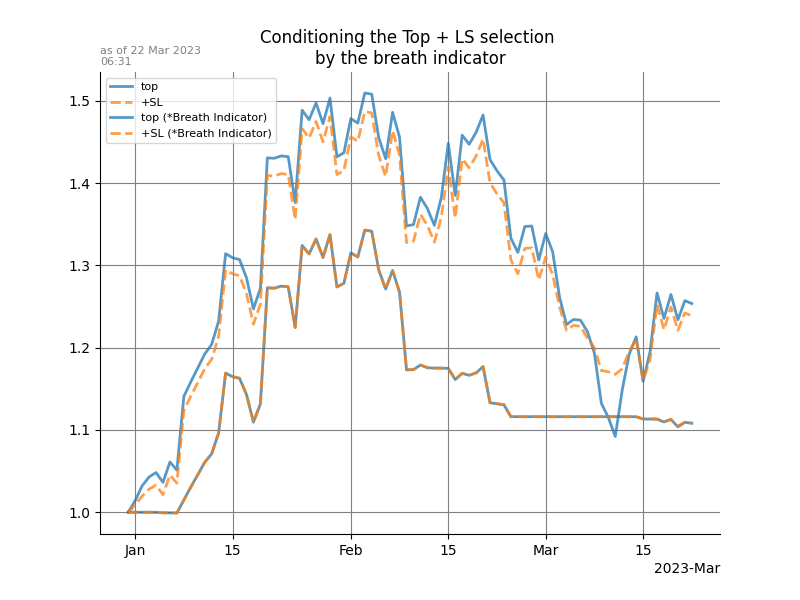 Conditioning the Top + LS selection
by the breath indicator
as of 22 Mar 2023
06:31
top
+SL
top (*Breath Indicator)
+SL (*Breath Indicator)
1.5
1.4
1.3
1.2
1.1
1.0
Jan 15 Feb 15 Mar 15
2023-Mar